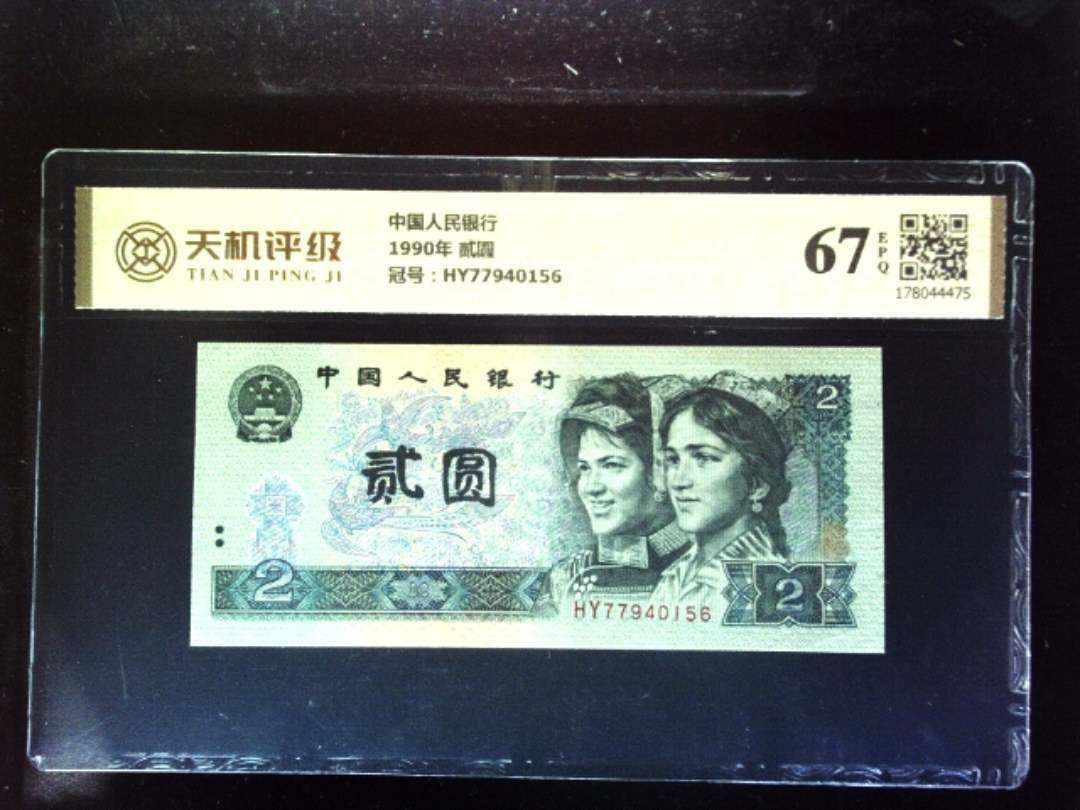 天机评级
TIAN JI PING JI
中国人民银行
1990年 贰圆
冠号：HY77940156
67
EPQ
178044475
中国人民银行
2
贰圆
2
HY77940156
2